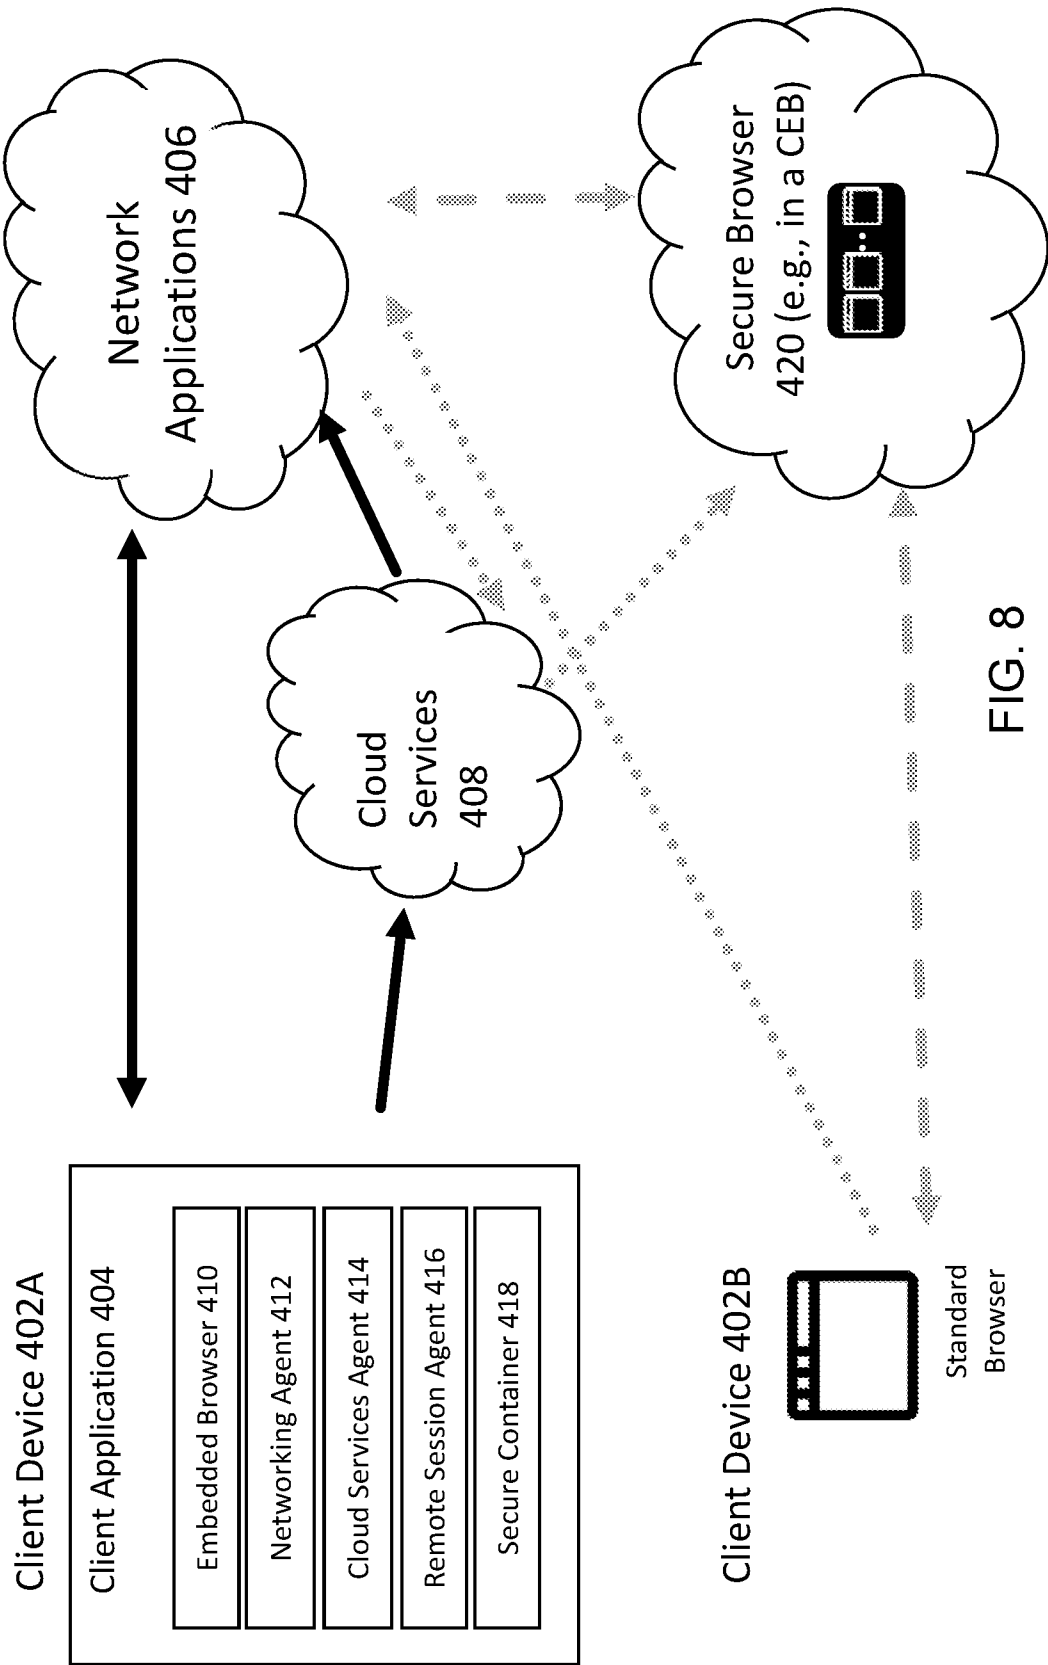 Client Device 402A
Client Application 404
Embedded Browser 410
Networking Agent 412
Cloud Services Agent 414
Remote Session Agent 416
Secure Container 418
Network
Applications 406
Cloud
Services
408
Client Device 402B
Standard
Browser
Secure Browser
420 (e.g., in a CEB)
FIG. 8